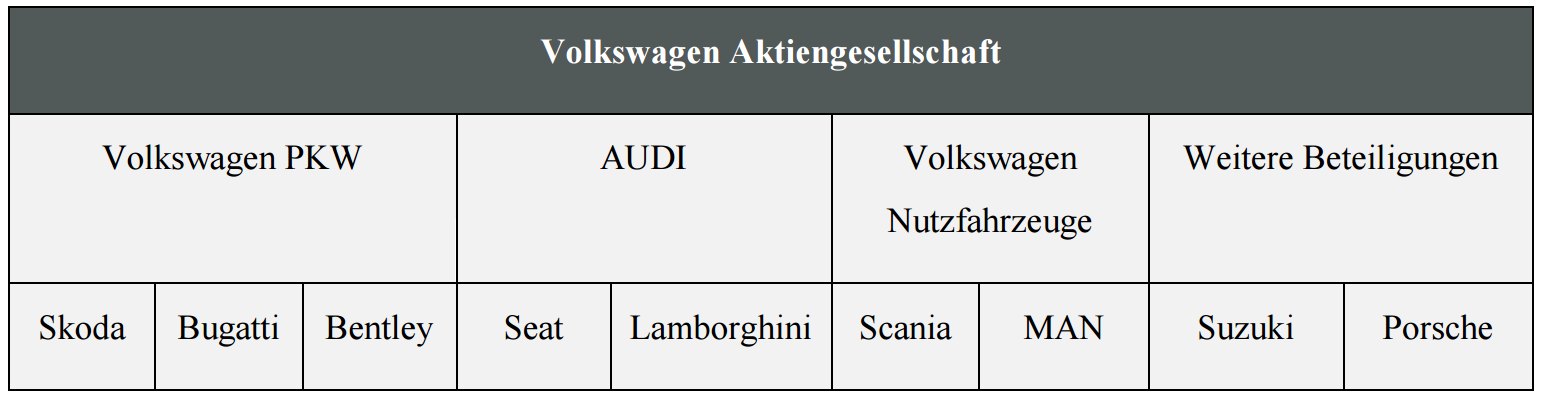 Volkswagen Aktiengesellschaft
Volkswagen PKW
AUDI
Volkswagen
Nutzfahrzeuge
Weitere Beteiligungen
Skoda
Bugatti
Bentley
Seat
Lamborghini
Scania
MAN
Suzuki
Porsche